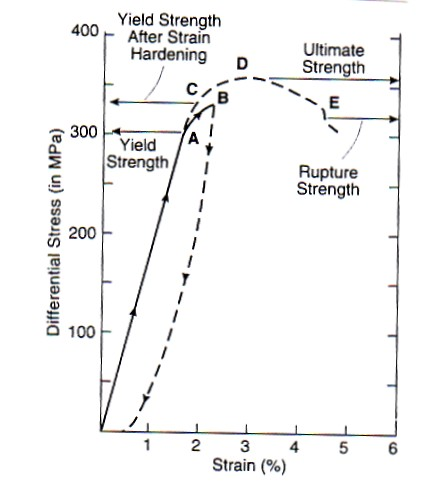 Yield Strength
After Strain
Hardening
Ultimate
Strength
Yield
Strength
Rupture
Strength
A
B
C
D
E
Differential Stress (in MPa)
400
300
200
100
1 2 3 4 5 6
Strain (%)